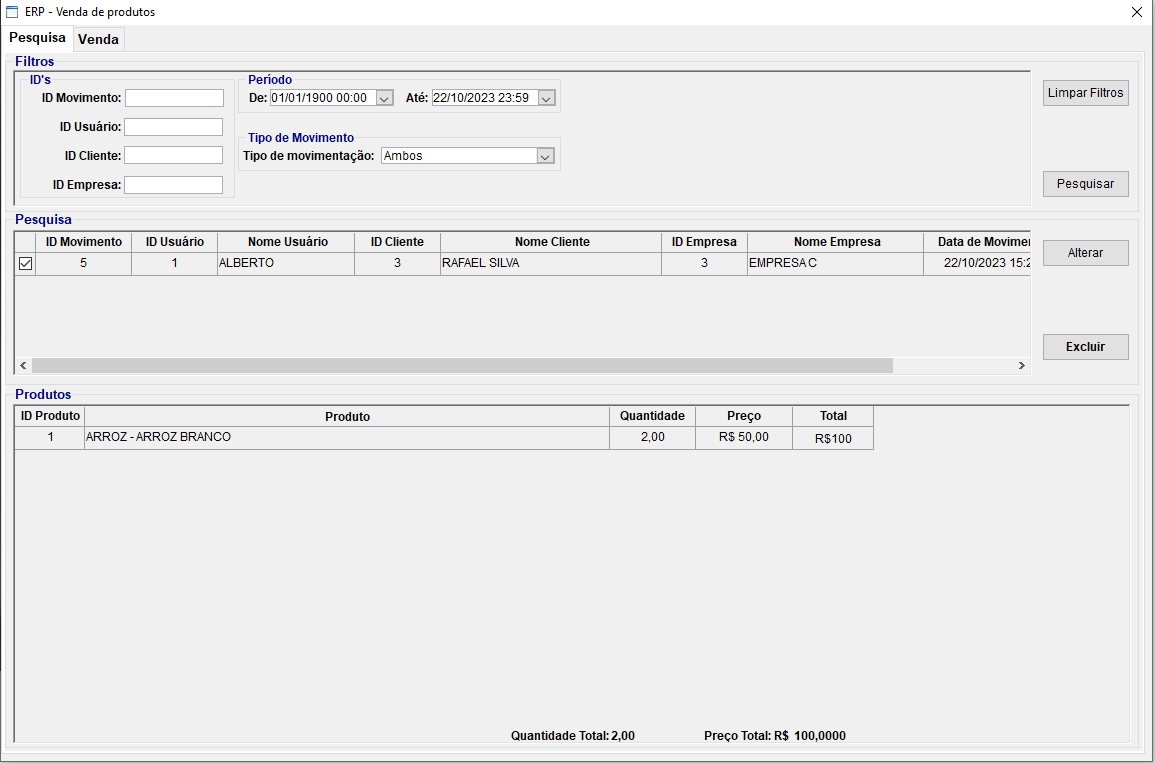 ERP - Venda de produtos
Pesquisa Venda
Filtros
ID's
ID Movimento:
ID Usuário:
ID Cliente:
ID Empresa:
Período
De: 01/01/1900 00:00 Até: 22/10/2023 23:59
Tipo de Movimento
Tipo de movimentação: Ambos
Limpar Filtros
Pesquisar
Pesquisa
ID Movimento ID Usuário Nome Usuário ID Cliente Nome Cliente ID Empresa Nome Empresa Data de Movimen
5 1 ALBERTO 3 RAFAEL SILVA 3 EMPRESA C 22/10/2023 15:2
Alterar
Excluir
Produtos
ID Produto Produto Quantidade Preço Total
1 ARROZ - ARROZ BRANCO 2,00 R$ 50,00 R$100
Quantidade Total: 2,00 Preço Total: R$ 100,0000